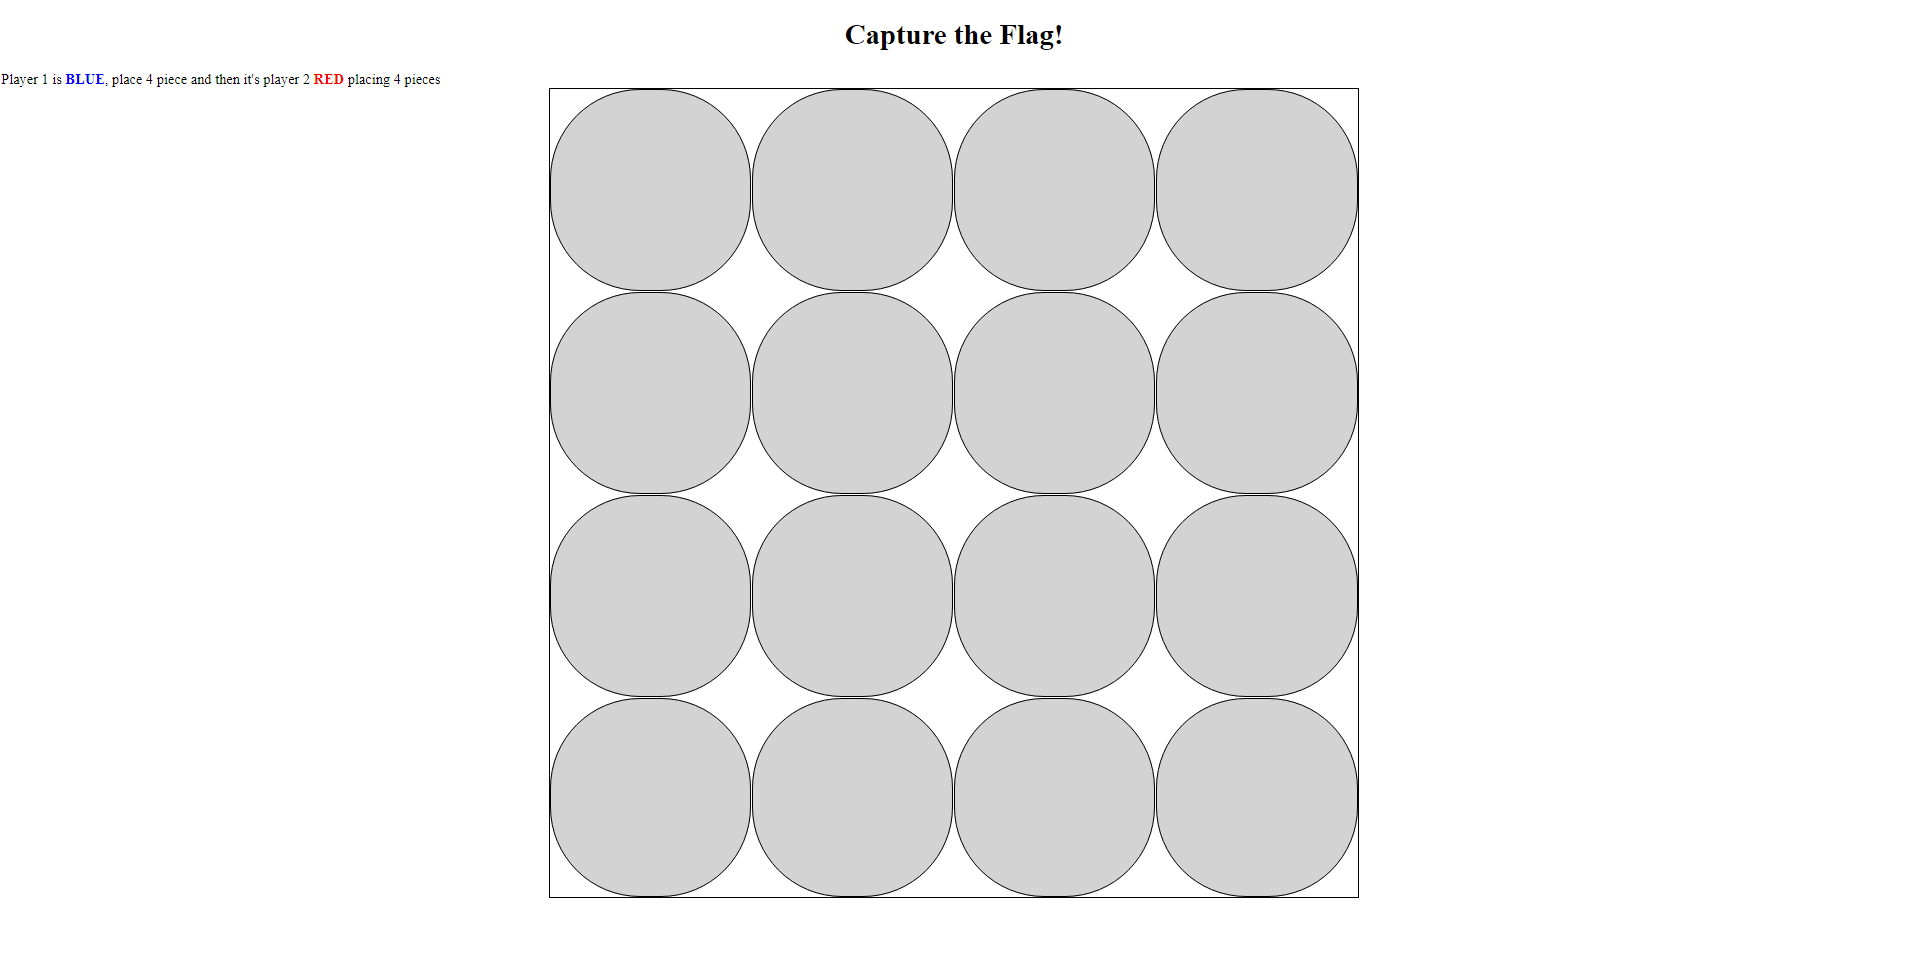 Capture the Flag!
Player 1 is BLUE, place 4 piece and then it's player 2 RED placing 4 pieces